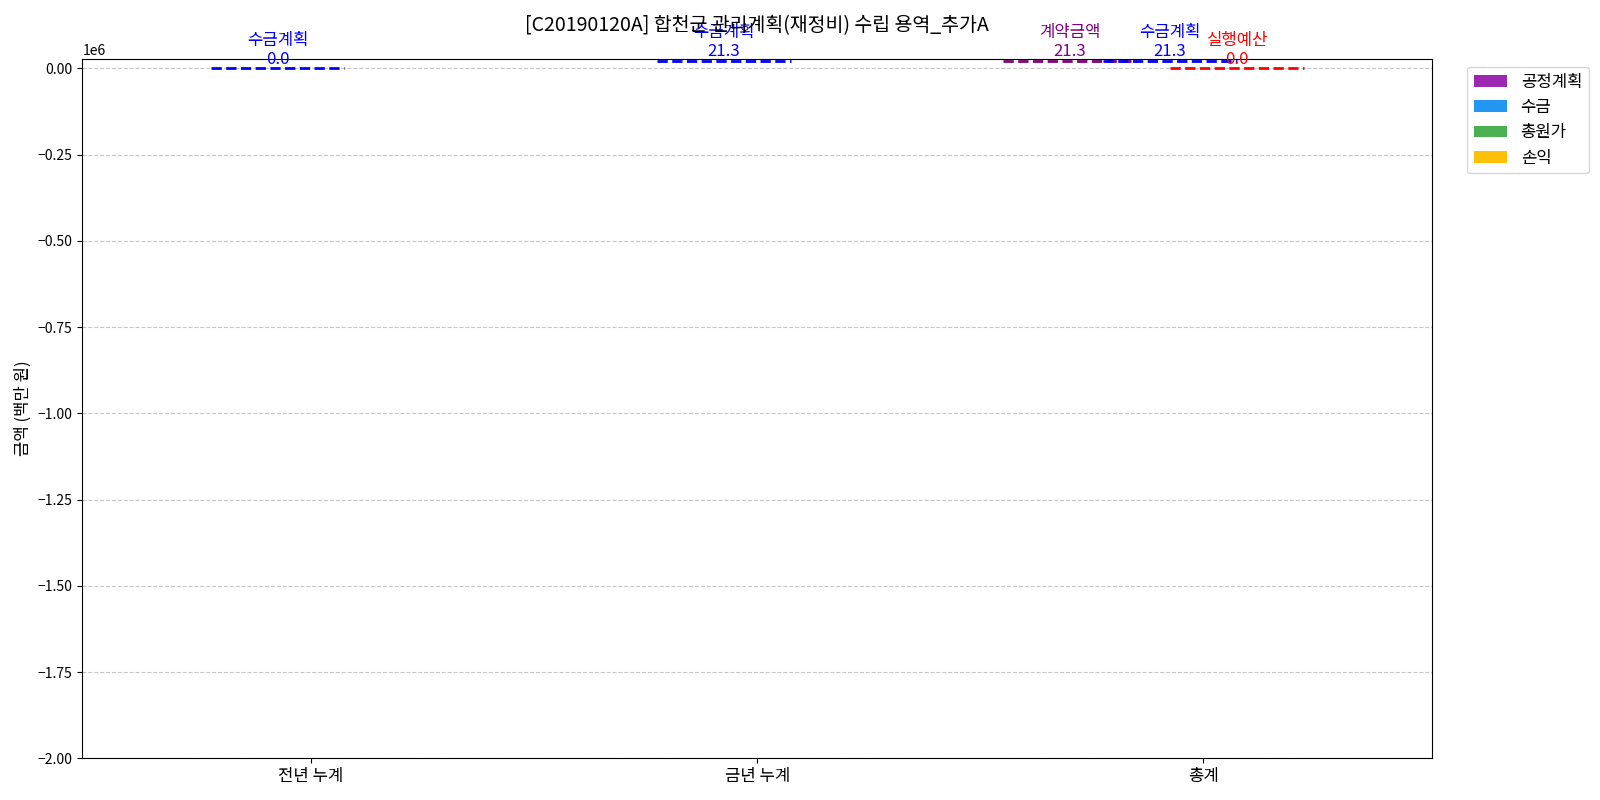 [C20190120A] 합천군 관리계획(재정비) 수립 용역_추가A
수금계획
0.0
수금계획
21.3
계약금액
21.3
수금계획
21.3
실행예산
0.0
1e6
0.00
−0.25
−0.50
−0.75
−1.00
−1.25
−1.50
−1.75
−2.00
금액 (백만 원)
전년 누계
금년 누계
총계
공정계획
수금
총원가
손익